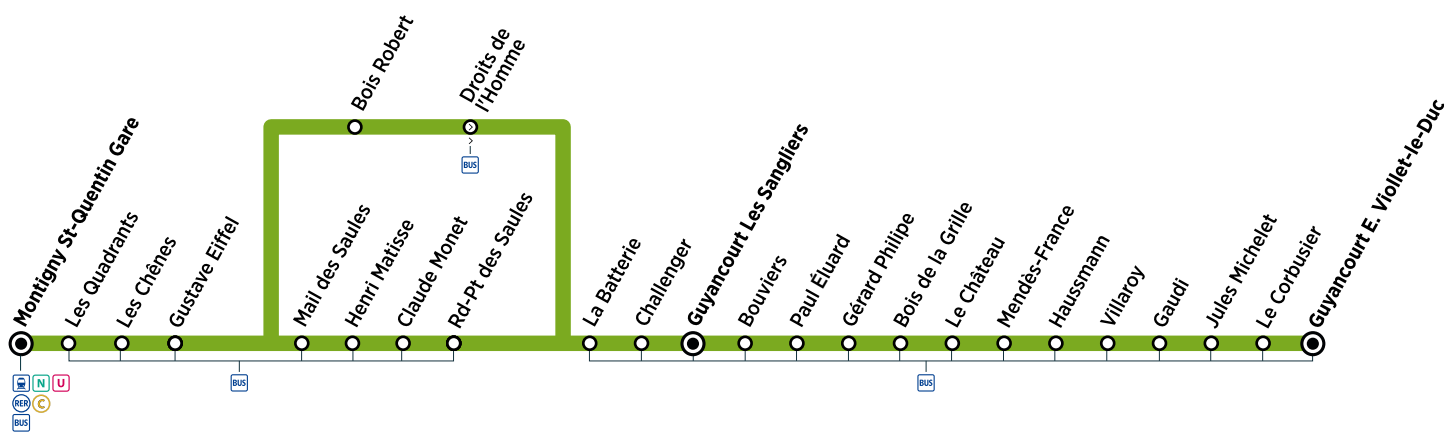 Bois Robert
Droits de
l'Homme
BUS
Montigny St-Quentin Gare
Les Quadrants
Les Chênes
Gustave Eiffel
Mail des Saules
Henri Matisse
Claude Monet
Rd-Pt des Saules
La Batterie
Challenger
Guyancourt Les Sangliers
Bouviers
Paul Éluard
Gérard Philipe
Bois de la Grille
Le Château
Mendès-France
Haussmann
Villaroy
Gaudi
Jules Michelet
Le Corbusier
Guyancourt E. Viollet-le-Duc
N U
RER C
BUS
BUS
BUS